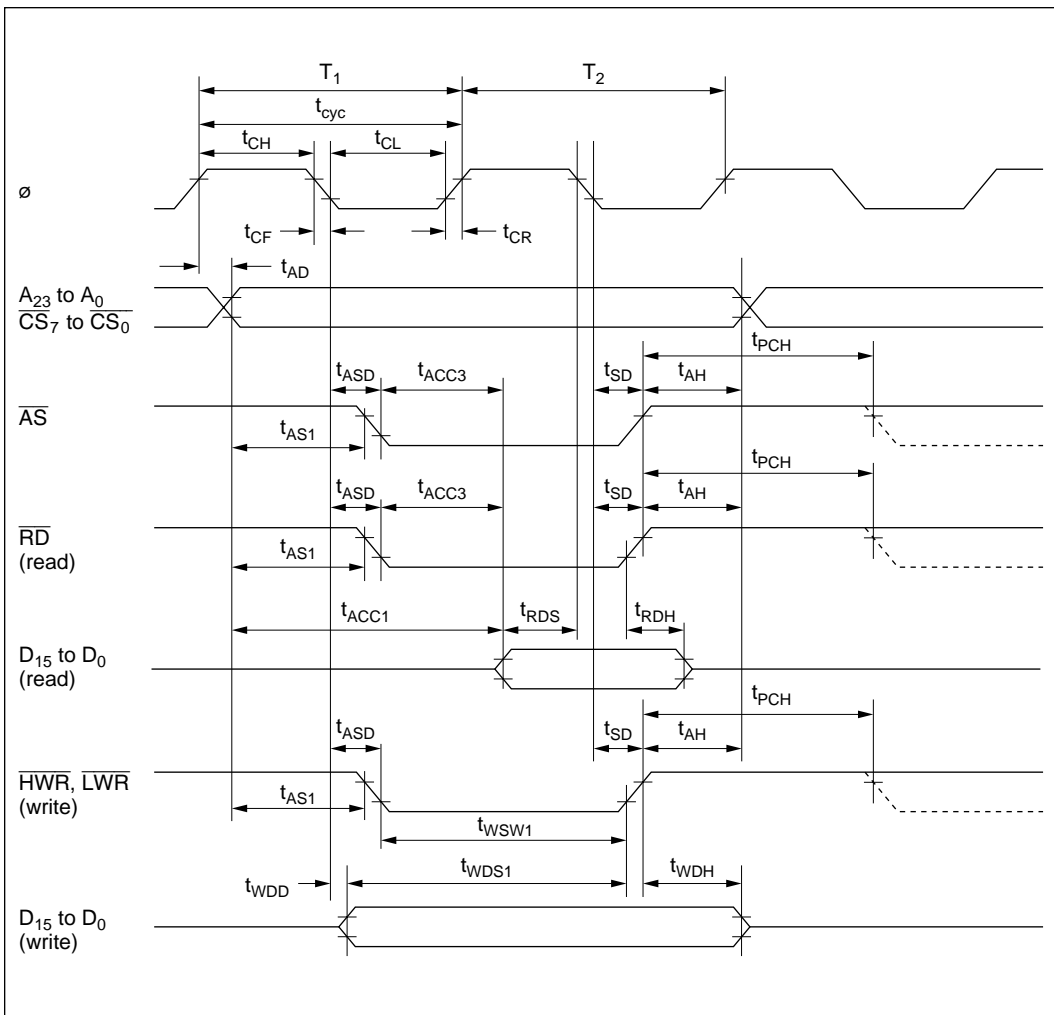 T1 T2
tcyc
tCH tCL
ø
tCF tCR
tAD
A23 to A0
CS7 to CS0
tPCH
tASD tACC3 tSD tAH
AS
tAS1
tPCH
tASD tACC3 tSD tAH
RD
(read)
tAS1
tACC1 tRDS tRDH
D15 to D0
(read)
tPCH
tASD tSD tAH
HWR, LWR
(write)
tAS1
tWSW1
tWDD tWDS1 tWDH
D15 to D0
(write)